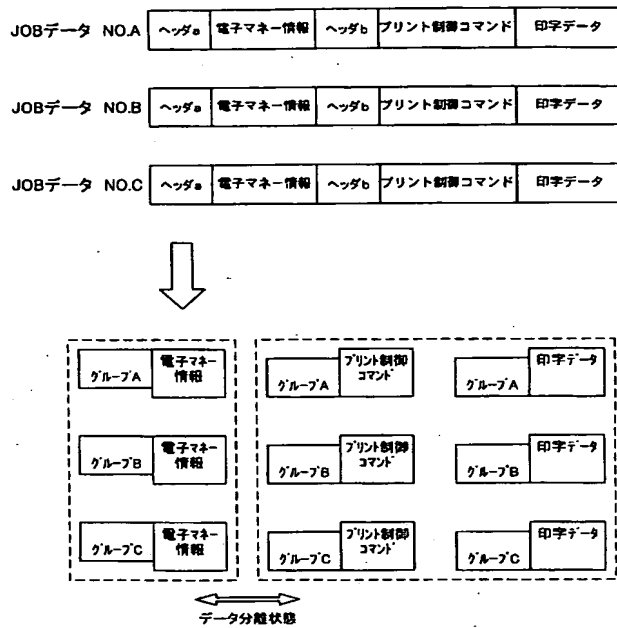 JOBデータ NO.A ヘッダa 電子マネー情報 ヘッダb プリント制御コマンド 印字データ
JOBデータ NO.B ヘッダa 電子マネー情報 ヘッダb プリント制御コマンド 印字データ
JOBデータ NO.C ヘッダa 電子マネー情報 ヘッダb プリント制御コマンド 印字データ
グループA 電子マネー
情報
グループA プリント制御
コマンド
グループA 印字データ
グループB 電子マネー
情報
グループB プリント制御
コマンド
グループB 印字データ
グループC 電子マネー
情報
グループC プリント制御
コマンド
グループC 印字データ
データ分離状態